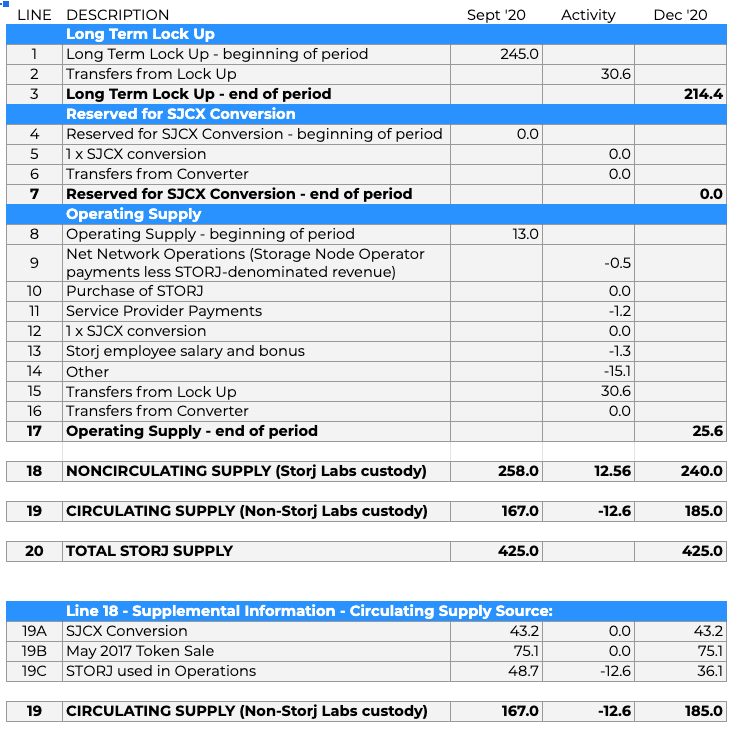 LINE DESCRIPTION Sept '20 Activity Dec '20
Long Term Lock Up
1 Long Term Lock Up - beginning of period 245.0
2 Transfers from Lock Up 30.6
3 Long Term Lock Up - end of period 214.4
Reserved for SJCX Conversion
4 Reserved for SJCX Conversion - beginning of period 0.0
5 1 x SJCX conversion 0.0
6 Transfers from Converter 0.0
7 Reserved for SJCX Conversion - end of period 0.0
Operating Supply
8 Operating Supply - beginning of period 13.0
9 Net Network Operations (Storage Node Operator
payments less STORJ-denominated revenue) -0.5
10 Purchase of STORJ 0.0
11 Service Provider Payments -1.2
12 1 x SJCX conversion 0.0
13 Storj employee salary and bonus -1.3
14 Other -15.1
15 Transfers from Lock Up 30.6
16 Transfers from Converter 0.0
17 Operating Supply - end of period 25.6
18 NONCIRCULATING SUPPLY (Storj Labs custody) 258.0 12.56 240.0
19 CIRCULATING SUPPLY (Non-Storj Labs custody) 167.0 -12.6 185.0
20 TOTAL STORJ SUPPLY 425.0 425.0
Line 18 - Supplemental Information - Circulating Supply Source:
19A SJCX Conversion 43.2 0.0 43.2
19B May 2017 Token Sale 75.1 0.0 75.1
19C STORJ used in Operations 48.7 -12.6 36.1
19 CIRCULATING SUPPLY (Non-Storj Labs custody) 167.0 -12.6 185.0